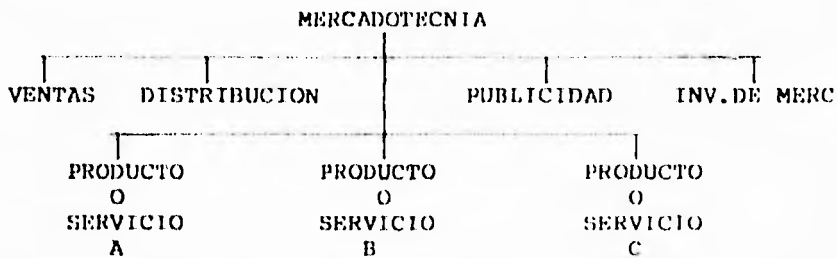 MERCADOTECNIA
VENTAS DISTRIBUCION PUBLICIDAD INV.DE MERC
PRODUCTO PRODUCTO PRODUCTO
O O O
SERVICIO SERVICIO SERVICIO
A B C